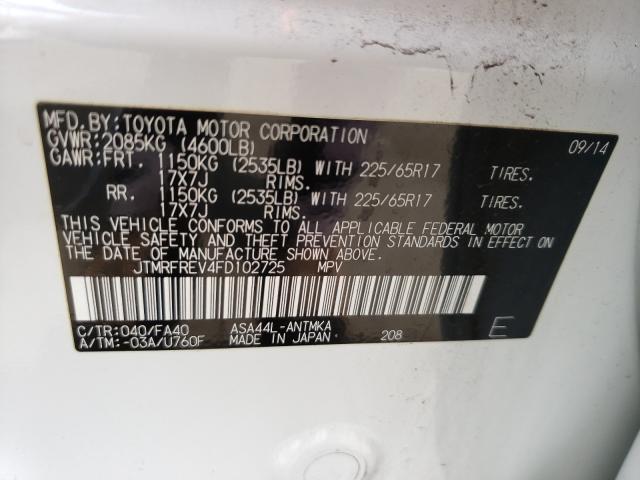 MFD. BY: TOYOTA MOTOR CORPORATION 09/14
GVWR: 2085KG (4600LB)
GAWR: FRT. 1150KG (2535LB) WITH 225/65R17 TIRES.
17X7J RIMS.
RR. 1150KG (2535LB) WITH 225/65R17 TIRES.
17X7J RIMS.
THIS VEHICLE CONFORMS TO ALL APPLICABLE FEDERAL MOTOR
VEHICLE SAFETY AND THEFT PREVENTION STANDARDS IN EFFECT ON
THE DATE OF MANUFACTURE SHOWN ABOVE.
JTMRFREV4FD102725 MPV
C/TR: 040/FA40 ASA44L-ANTMKA
A/TM: -03A/U760F MADE IN JAPAN 208 E